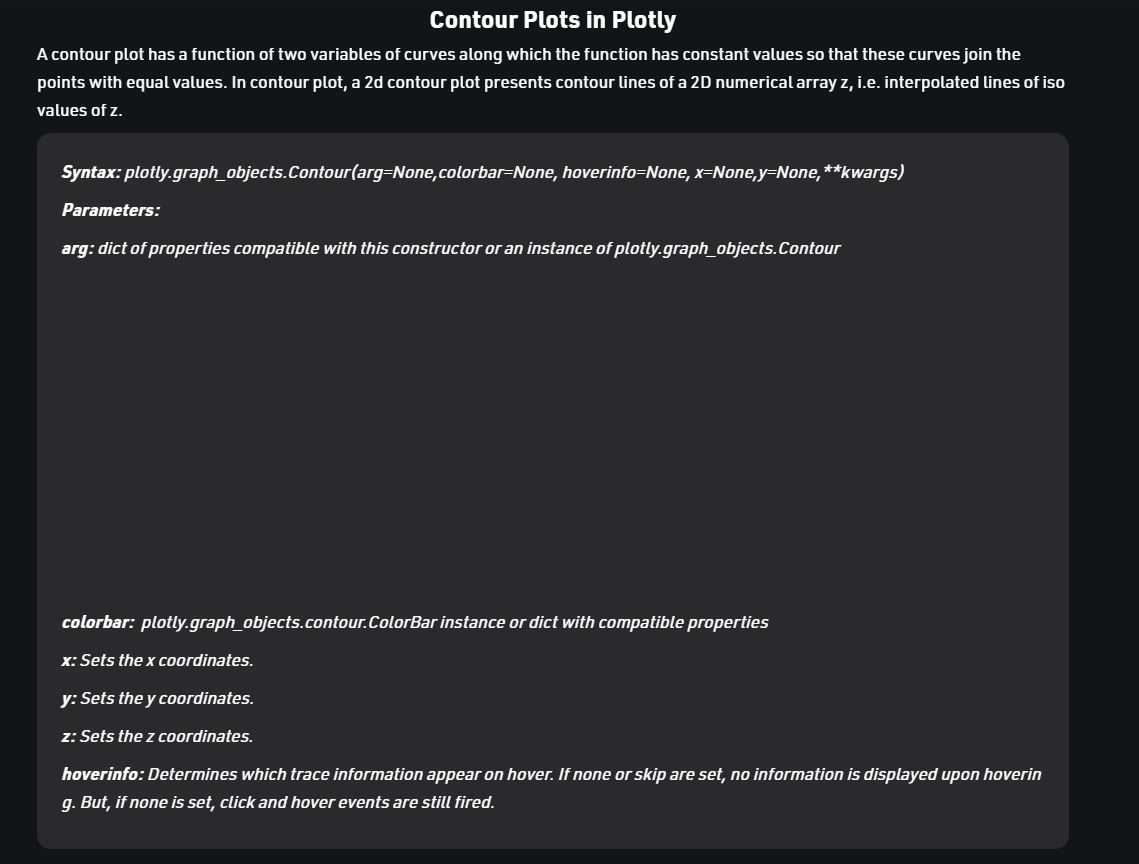 Contour Plots in Plotly
A contour plot has a function of two variables of curves along which the function has constant values so that these curves join the
points with equal values. In contour plot, a 2d contour plot presents contour lines of a 2D numerical array z, i.e. interpolated lines of iso
values of z.
Syntax: plotly.graph_objects.Contour(arg=None,colorbar=None, hoverinfo=None, x=None,y=None,**kwargs)
Parameters:
arg: dict of properties compatible with this constructor or an instance of plotly.graph_objects.Contour
colorbar: plotly.graph_objects.contour.ColorBar instance or dict with compatible properties
x: Sets the x coordinates.
y: Sets the y coordinates.
z: Sets the z coordinates.
hoverinfo: Determines which trace information appear on hover. If none or skip are set, no information is displayed upon hoverin
g. But, if none is set, click and hover events are still fired.